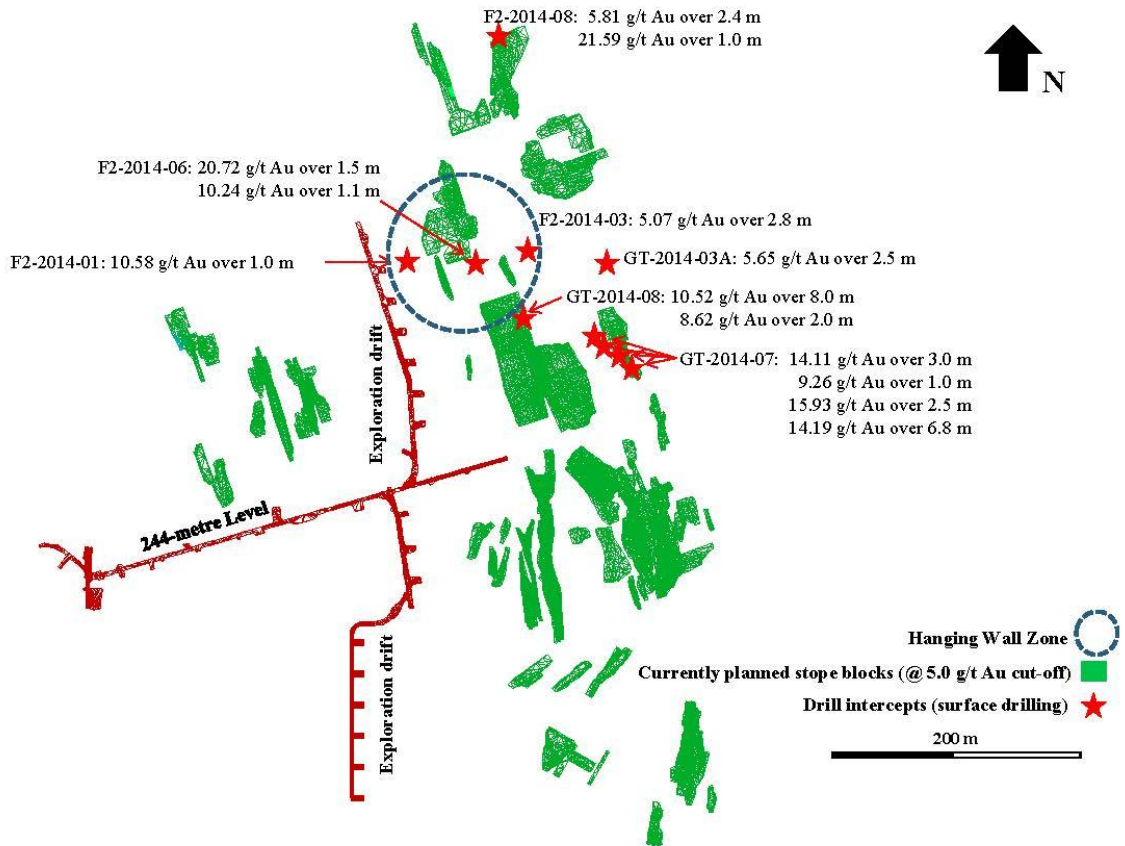 F2-2014-08: 5.81 g/t Au over 2.4 m
21.59 g/t Au over 1.0 m
N
F2-2014-06: 20.72 g/t Au over 1.5 m
10.24 g/t Au over 1.1 m
F2-2014-03: 5.07 g/t Au over 2.8 m
F2-2014-01: 10.58 g/t Au over 1.0 m
GT-2014-03A: 5.65 g/t Au over 2.5 m
GT-2014-08: 10.52 g/t Au over 8.0 m
8.62 g/t Au over 2.0 m
GT-2014-07: 14.11 g/t Au over 3.0 m
9.26 g/t Au over 1.0 m
15.93 g/t Au over 2.5 m
14.19 g/t Au over 6.8 m
Exploration drift
244-metre Level
Exploration drift
Hanging Wall Zone
Currently planned stope blocks (@ 5.0 g/t Au cut-off)
Drill intercepts (surface drilling)
200 m